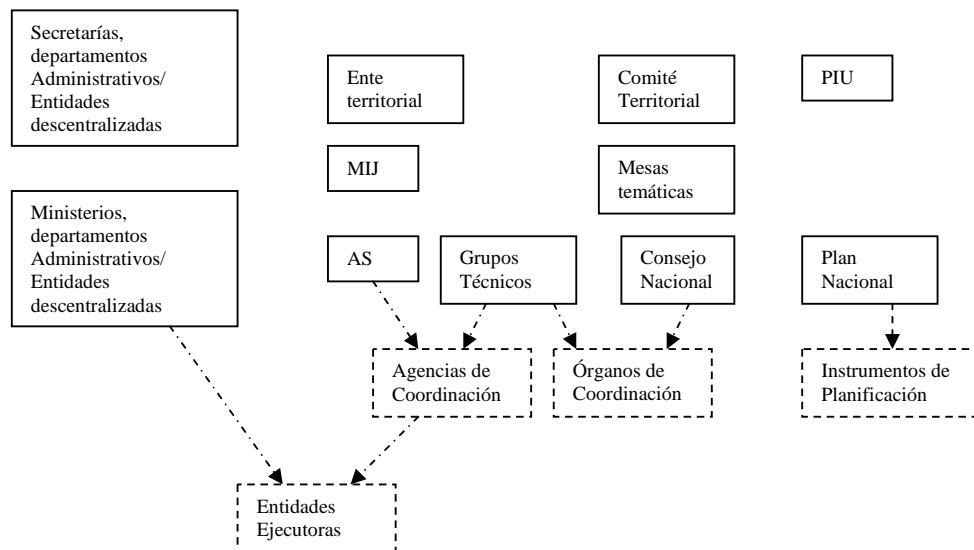 Secretarías,
departamentos
Administrativos/
Entidades
descentralizadas
Ente
territorial
Comité
Territorial
PIU
MIJ
Mesas
temáticas
Ministerios,
departamentos
Administrativos/
Entidades
descentralizadas
AS
Grupos
Técnicos
Consejo
Nacional
Plan
Nacional
Agencias de
Coordinación
Órganos de
Coordinación
Instrumentos de
Planificación
Entidades
Ejecutoras